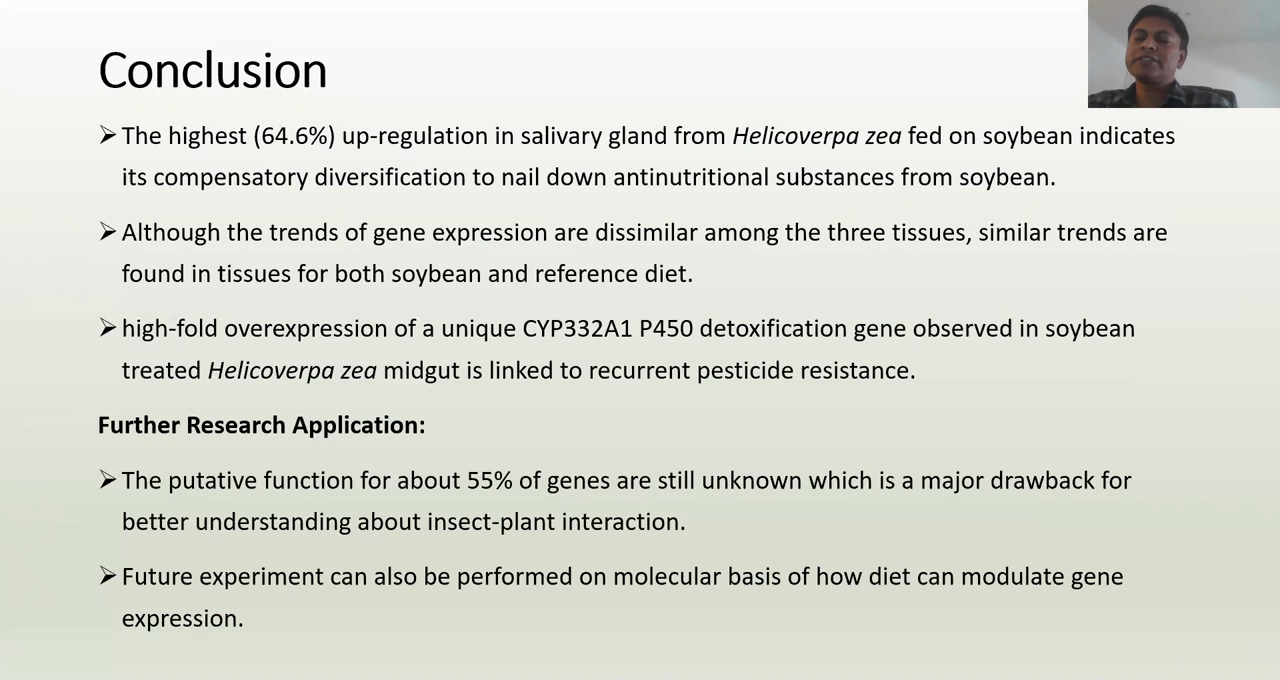 Conclusion
➢ The highest (64.6%) up-regulation in salivary gland from Helicoverpa zea fed on soybean indicates
its compensatory diversification to nail down antinutritional substances from soybean.
➢ Although the trends of gene expression are dissimilar among the three tissues, similar trends are
found in tissues for both soybean and reference diet.
➢ high-fold overexpression of a unique CYP332A1 P450 detoxification gene observed in soybean
treated Helicoverpa zea midgut is linked to recurrent pesticide resistance.
Further Research Application:
➢ The putative function for about 55% of genes are still unknown which is a major drawback for
better understanding about insect-plant interaction.
➢ Future experiment can also be performed on molecular basis of how diet can modulate gene
expression.